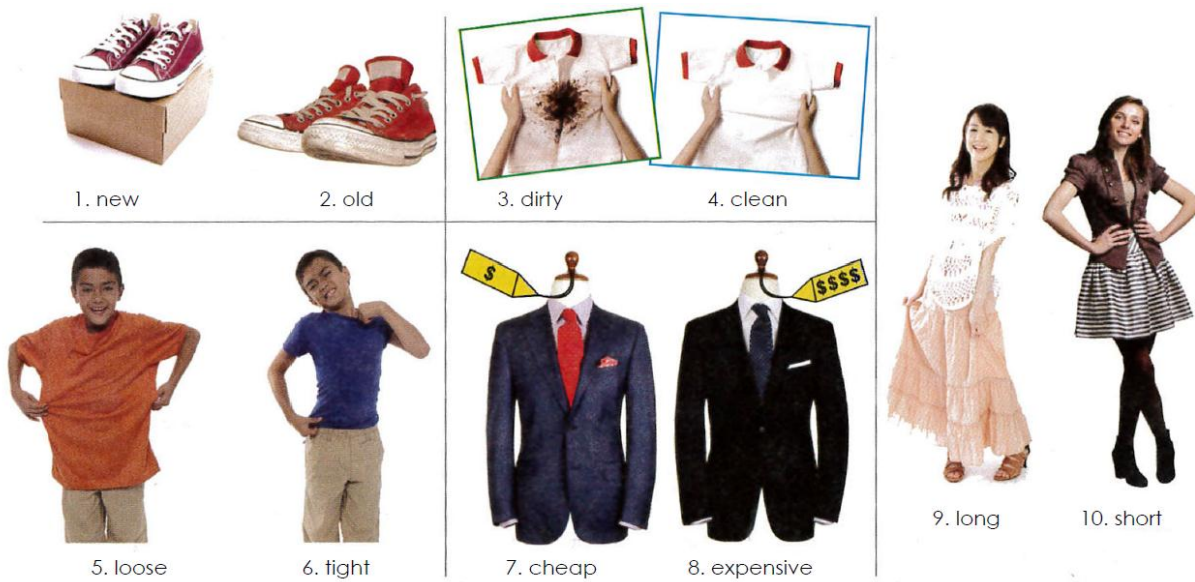 1. new
2. old
3. dirty
4. clean
$
$$$$
5. loose
6. tight
7. cheap
8. expensive
9. long
10. short